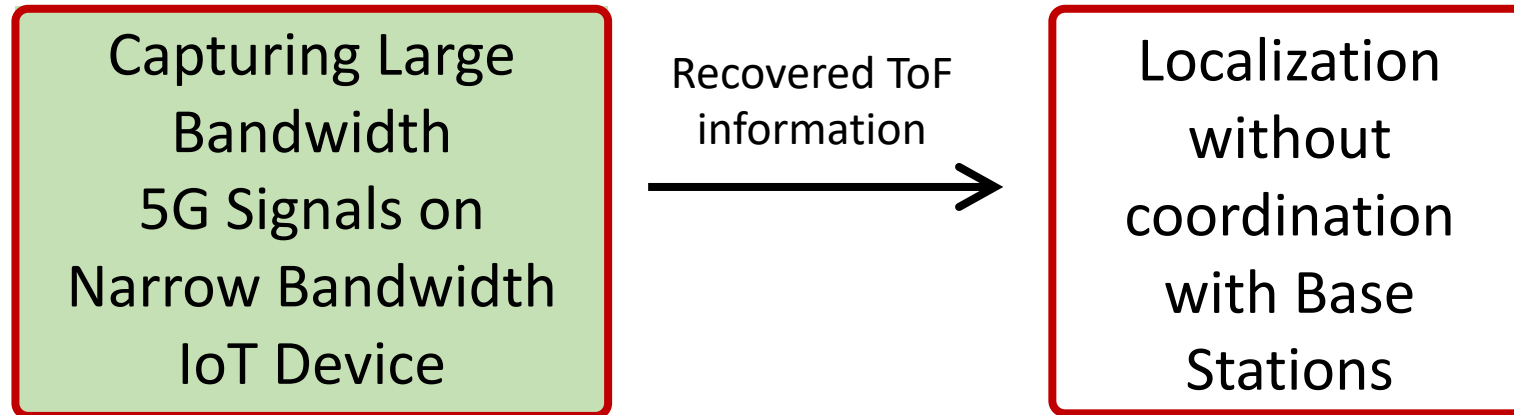 Capturing Large
Bandwidth
5G Signals on
Narrow Bandwidth
IoT Device
Recovered ToF
information
Localization
without
coordination
with Base
Stations